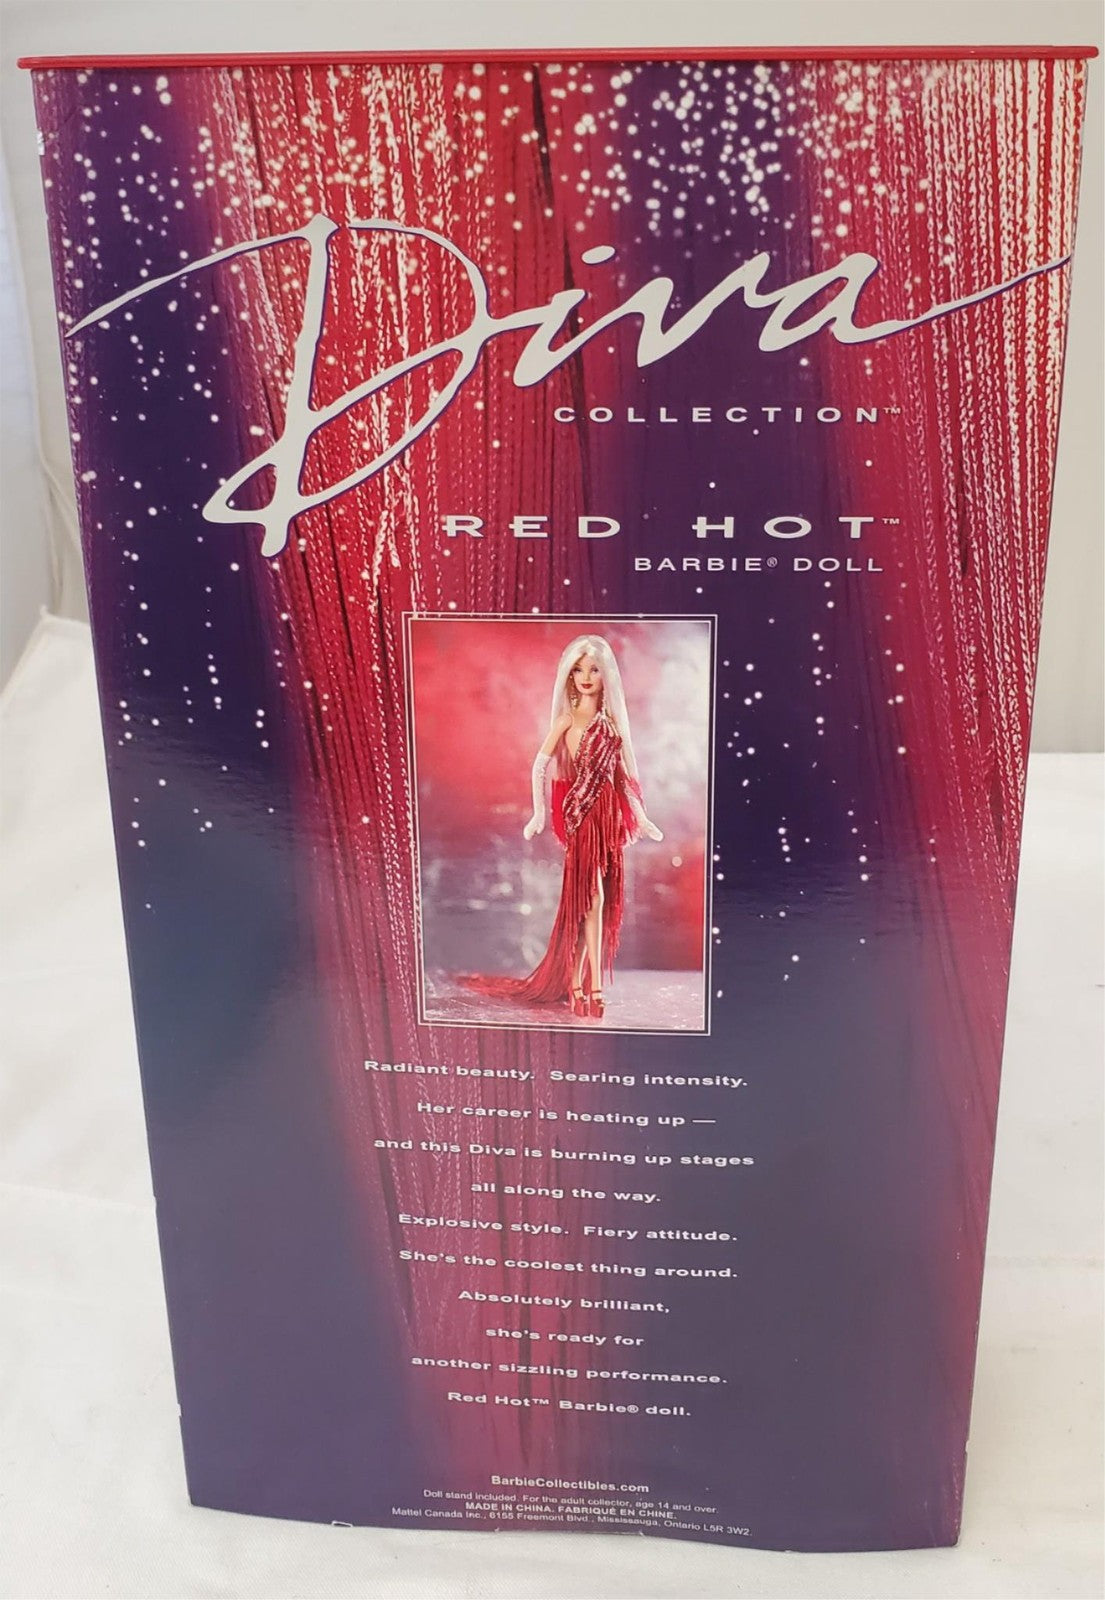 Diva
COLLECTION™
RED HOT™
BARBIE® DOLL
Radiant beauty. Searing intensity.
Her career is heating up —
and this Diva is burning up stages
all along the way.
Explosive style. Fiery attitude.
She's the coolest thing around.
Absolutely brilliant,
she's ready for
another sizzling performance.
Red Hot™ Barbie® doll.
BarbieCollectibles.com
Doll stand included. For the adult collector, age 14 and over.
MADE IN CHINA. FABRIQUÉ EN CHINE.
Mattel Canada Inc., 6155 Freemont Blvd., Mississauga, Ontario L5R 3W2.